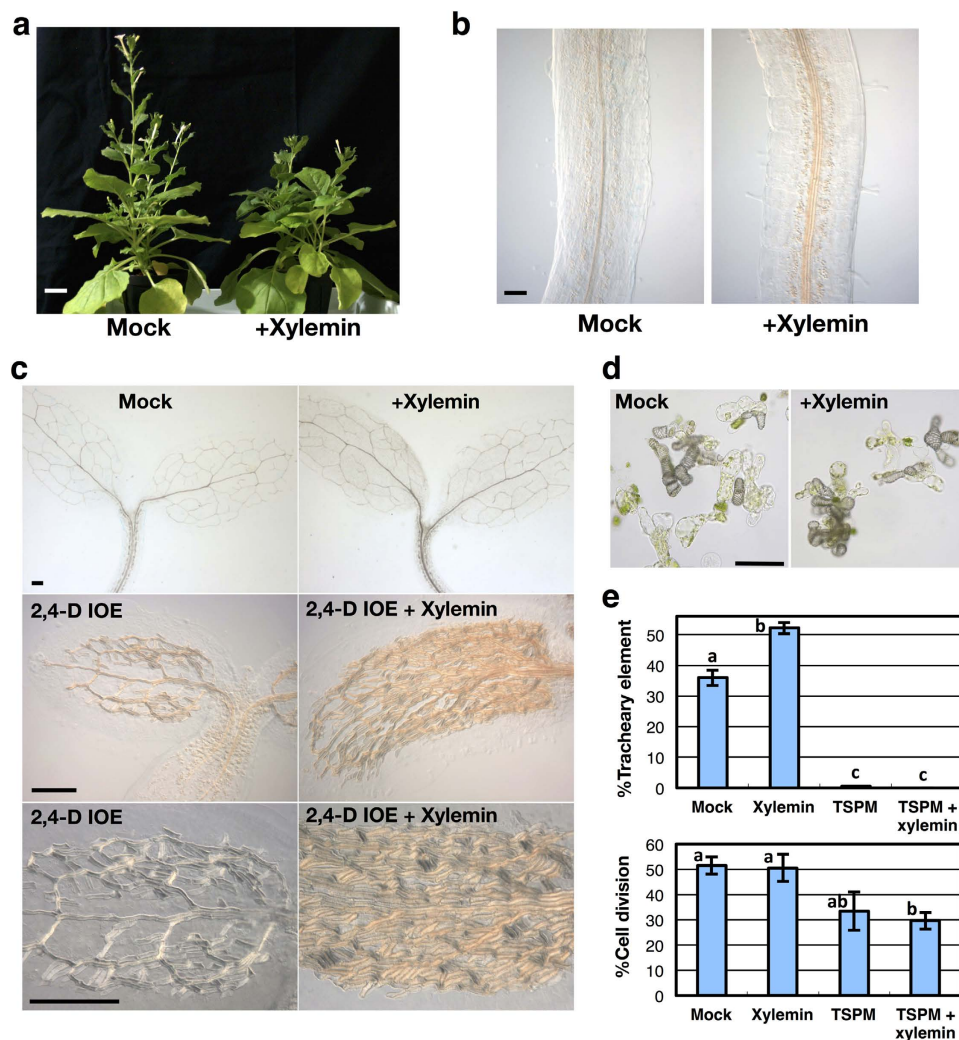 a
Mock +Xylemin
b
Mock +Xylemin
c
Mock +Xylemin
2,4-D IOE 2,4-D IOE + Xylemin
2,4-D IOE 2,4-D IOE + Xylemin
d
Mock +Xylemin
e
%Tracheary element
50
40
30
20
10
0
a
b
c
c
Mock Xylemin TSPM TSPM +
xylemin
%Cell division
60
50
40
30
20
10
0
a
a
ab
b
Mock Xylemin TSPM TSPM +
xylemin